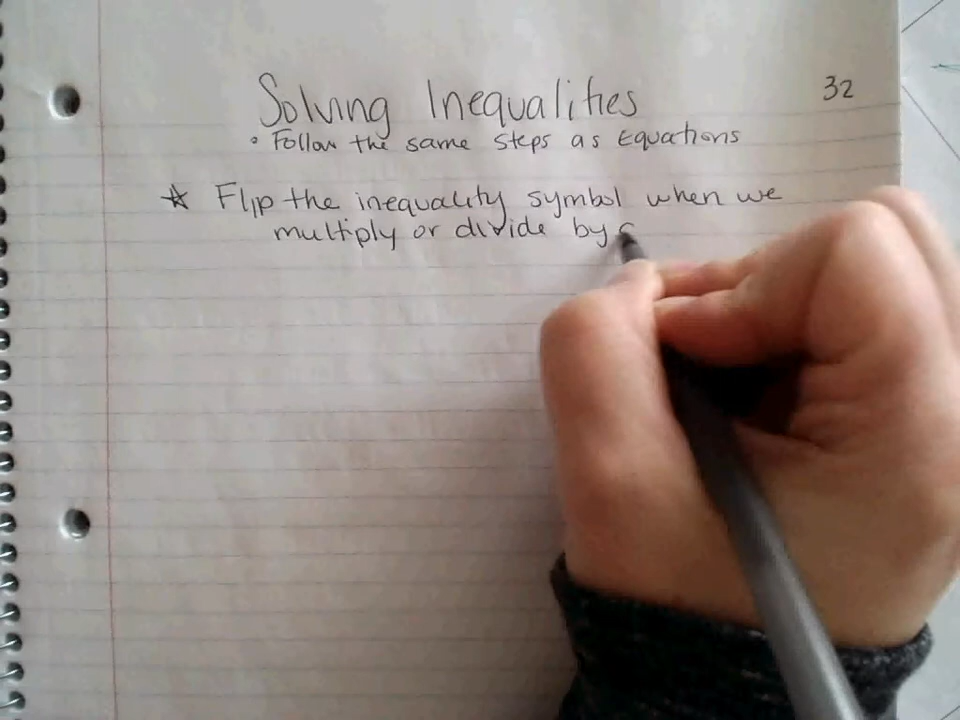 Solving Inequalities
32
• Follow the same steps as Equations
☆ Flip the inequality symbol when we
multiply or divide by